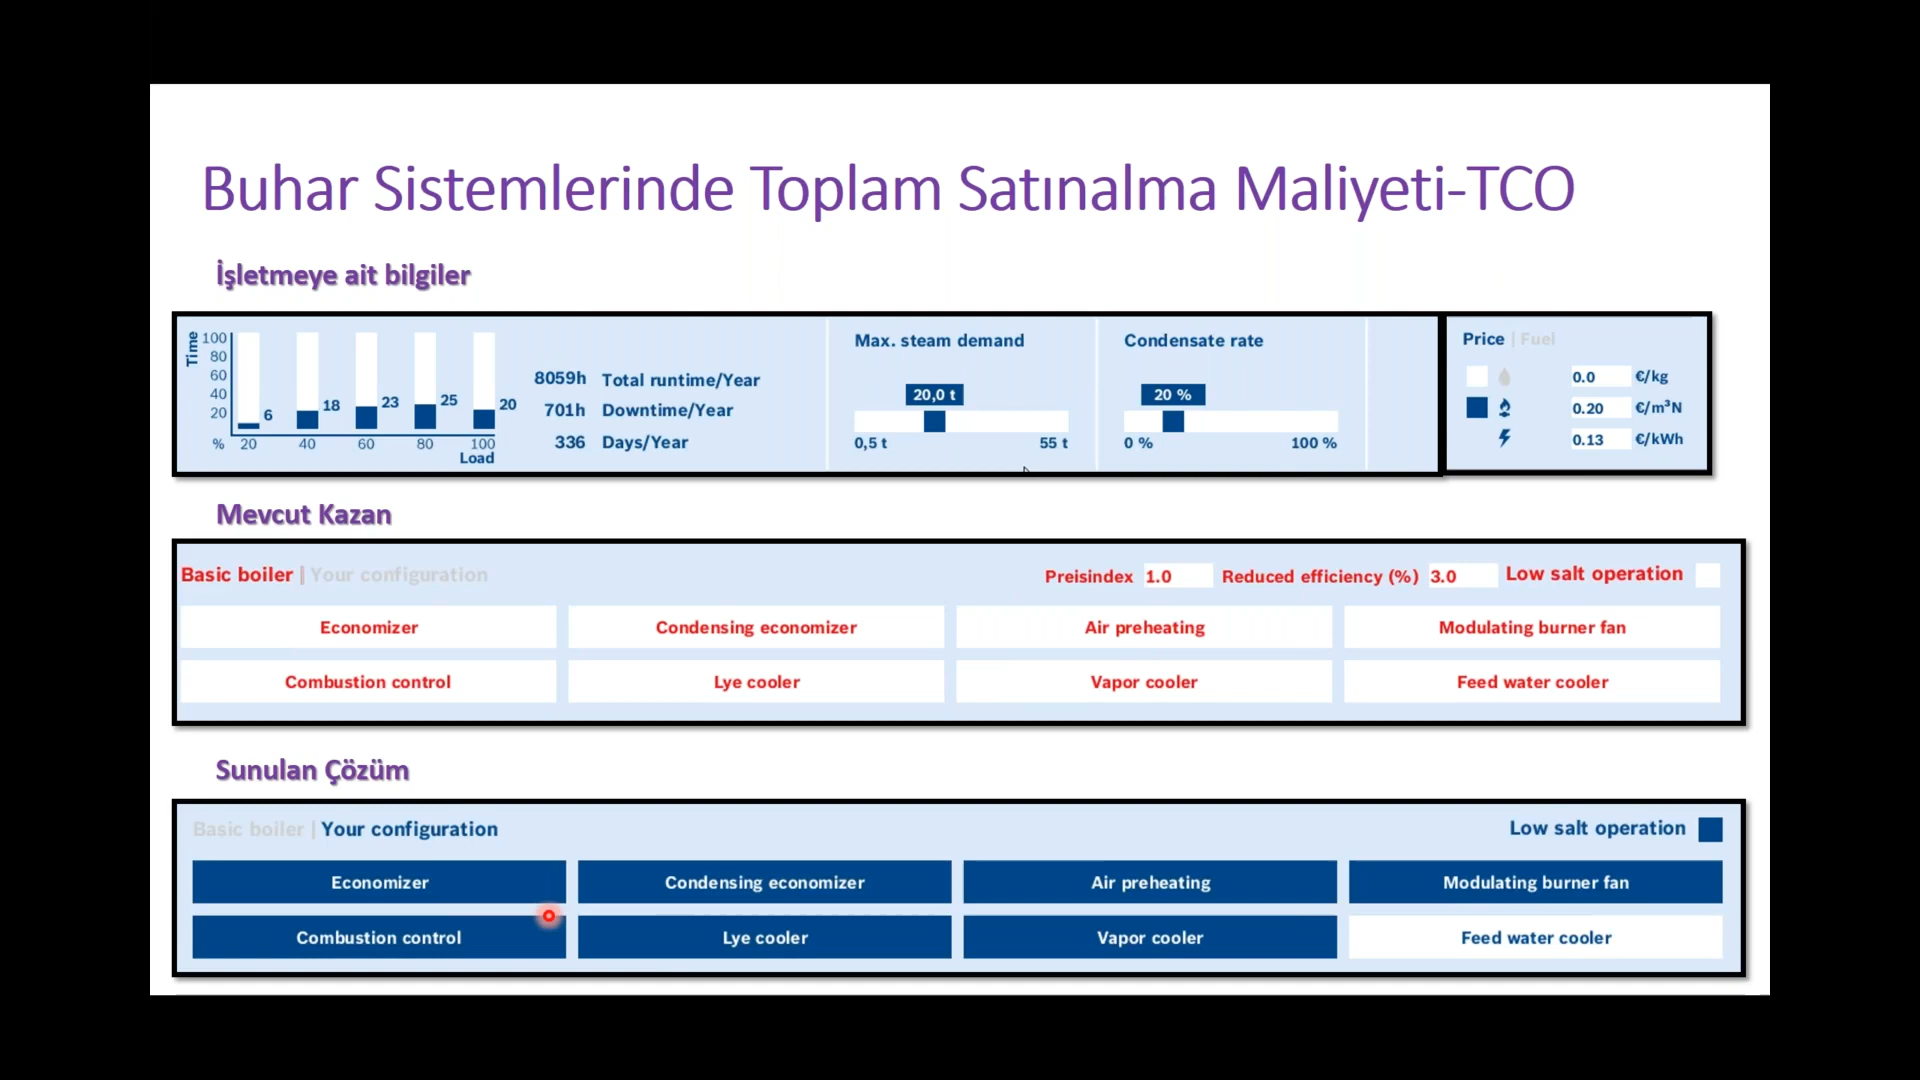 Buhar Sistemlerinde Toplam Satınalma Maliyeti-TCO
İşletmeye ait bilgiler
Time
100
80
60
40
20
%
6
18
23
25
20
20 40 60 80 100
Load
8059h Total runtime/Year
701h Downtime/Year
336 Days/Year
Max. steam demand
20,0 t
0,5 t 55 t
Condensate rate
20 %
0 % 100 %
Price | Fuel
0.0 €/kg
0.20 €/m³N
0.13 €/kWh
Mevcut Kazan
Basic boiler | Your configuration Preisindex 1.0 Reduced efficiency (%) 3.0 Low salt operation
Economizer Condensing economizer Air preheating Modulating burner fan
Combustion control Lye cooler Vapor cooler Feed water cooler
Sunulan Çözüm
Basic boiler | Your configuration Low salt operation
Economizer Condensing economizer Air preheating Modulating burner fan
Combustion control Lye cooler Vapor cooler Feed water cooler